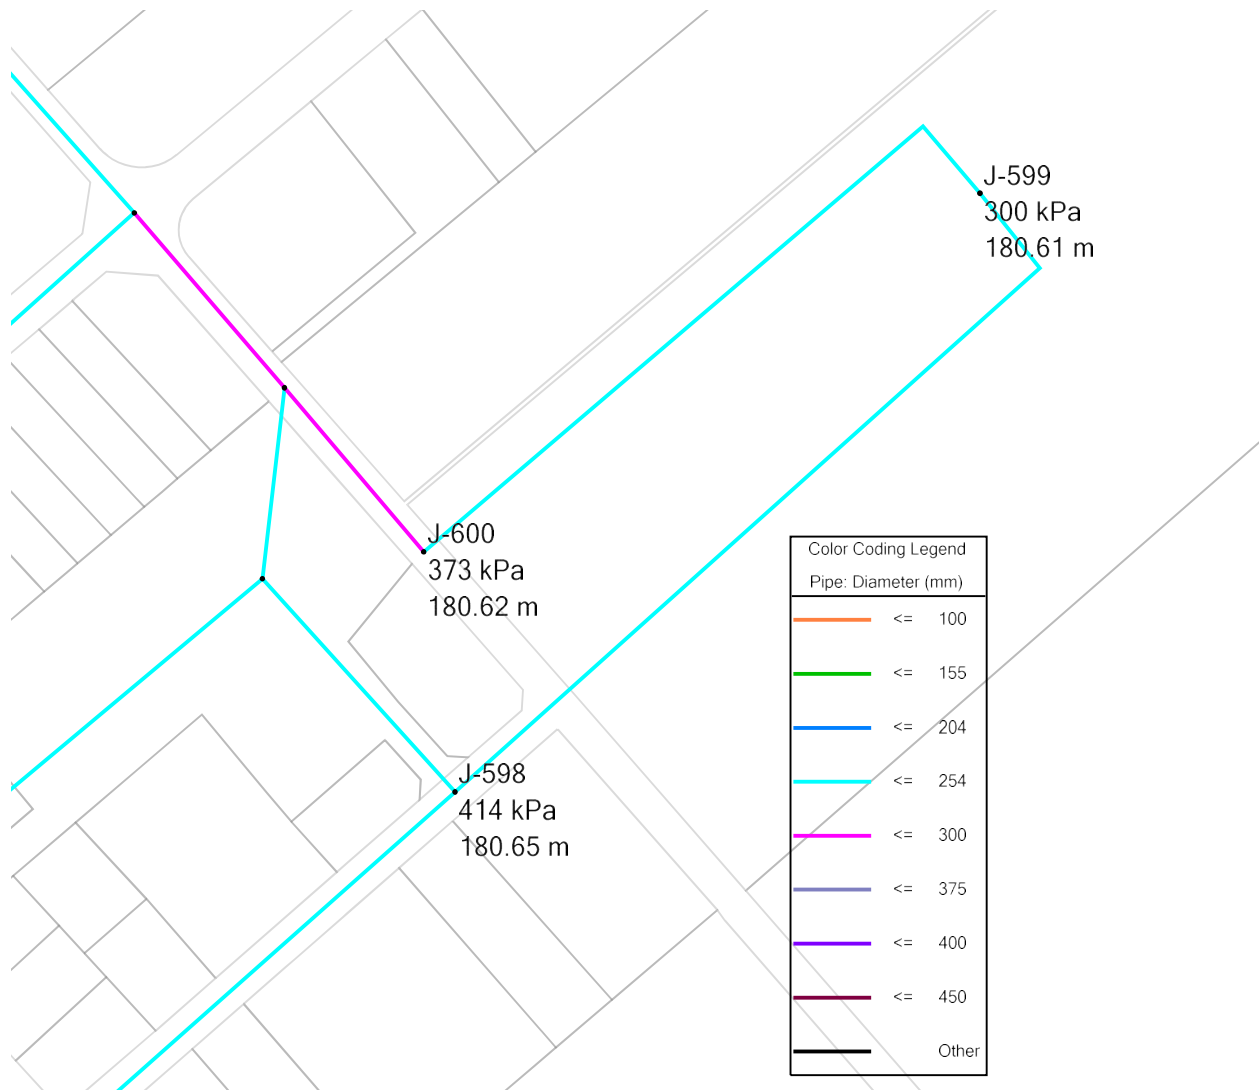 J-599
300 kPa
180.61 m
J-600
373 kPa
180.62 m
J-598
414 kPa
180.65 m
Color Coding Legend
Pipe: Diameter (mm)
<= 100
<= 155
<= 204
<= 254
<= 300
<= 375
<= 400
<= 450
Other